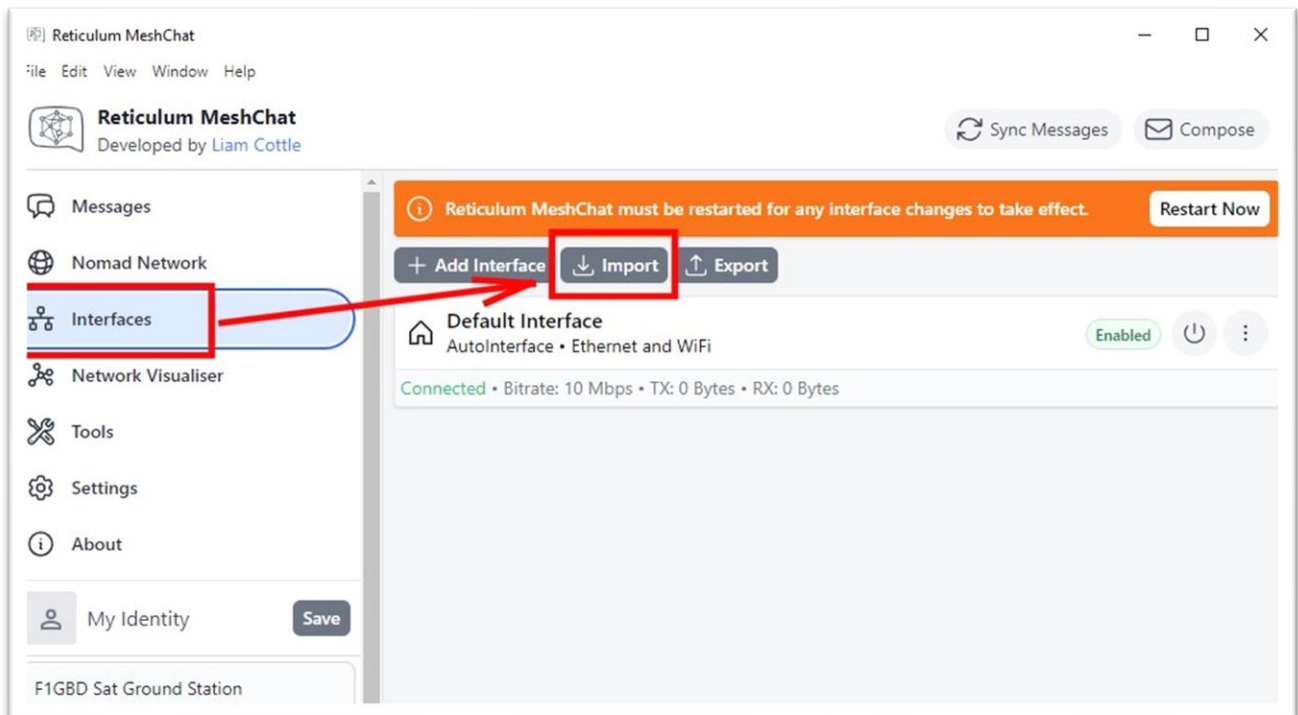 Reticulum MeshChat
File Edit View Window Help
Reticulum MeshChat
Developed by Liam Cottle
Sync Messages
Compose
Messages
Nomad Network
Interfaces
Network Visualiser
Tools
Settings
About
My Identity
Save
F1GBD Sat Ground Station
Reticulum MeshChat must be restarted for any interface changes to take effect.
Restart Now
+ Add Interface
Import
Export
Default Interface
AutoInterface • Ethernet and WiFi
Enabled
Connected • Bitrate: 10 Mbps • TX: 0 Bytes • RX: 0 Bytes